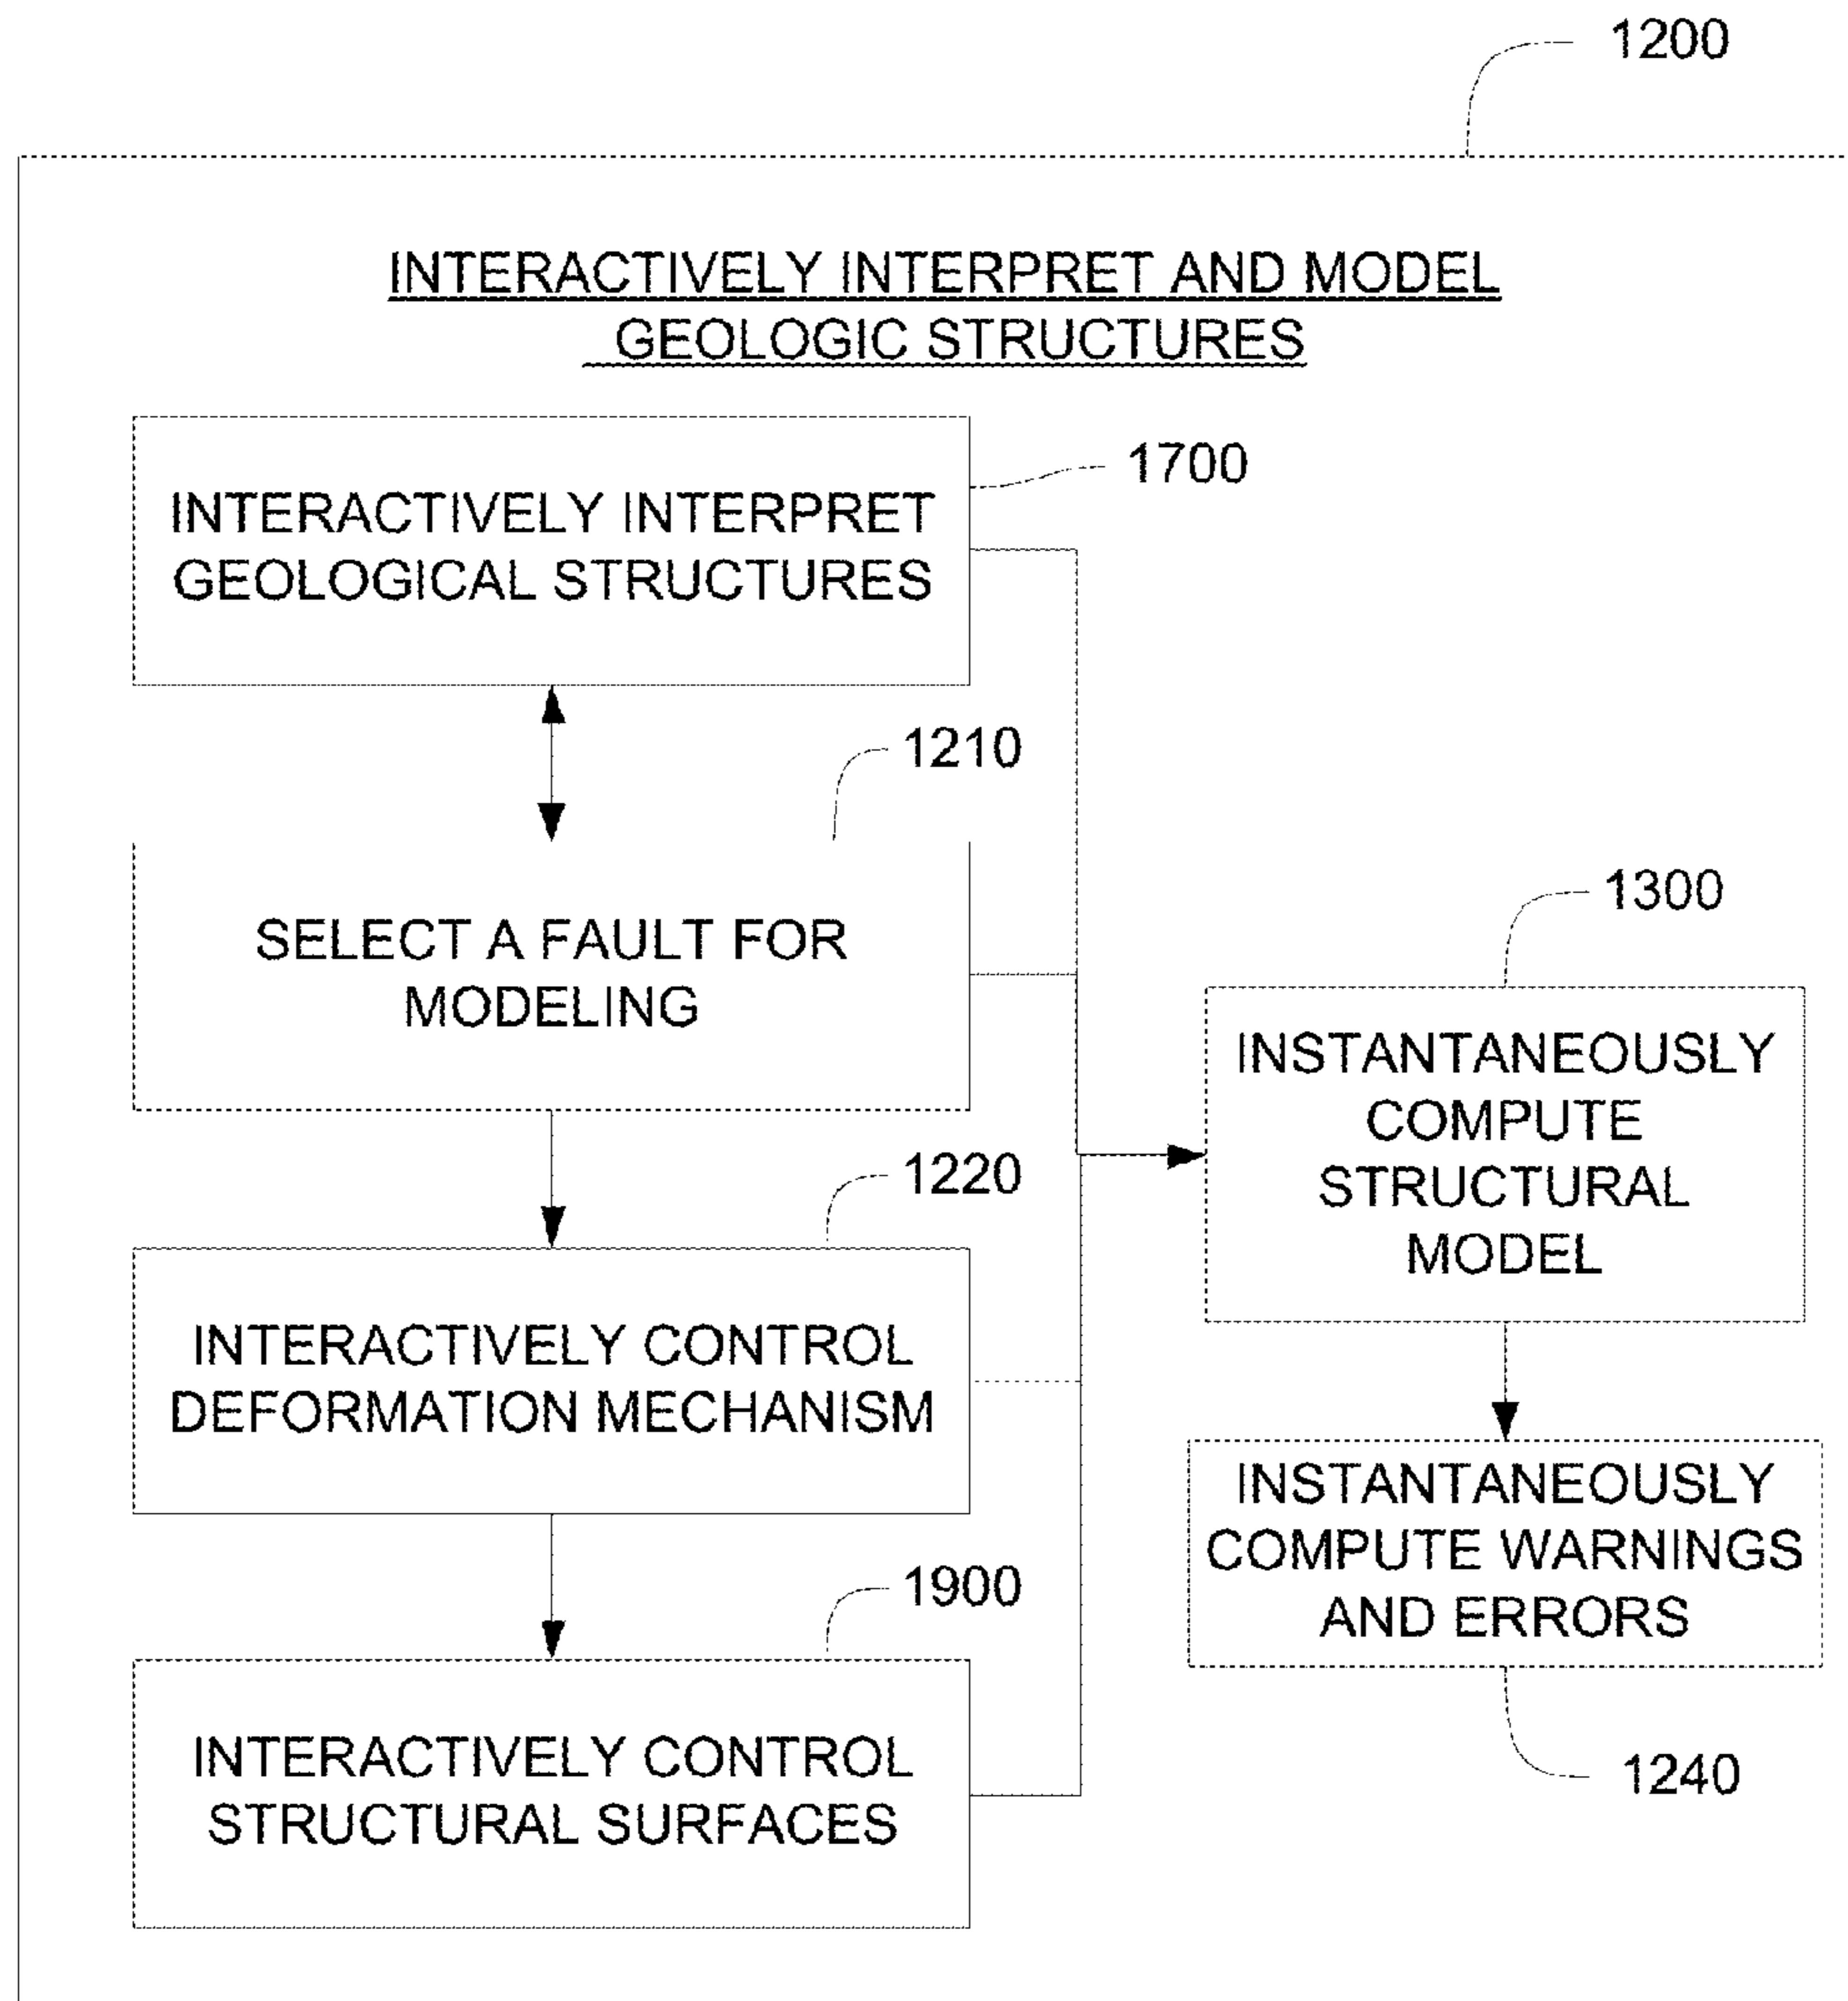 1200
INTERACTIVELY INTERPRET AND MODEL
GEOLOGIC STRUCTURES
1700
INTERACTIVELY INTERPRET
GEOLOGICAL STRUCTURES
1210
SELECT A FAULT FOR
MODELING
1300
INSTANTANEOUSLY
COMPUTE
STRUCTURAL
MODEL
1220
INTERACTIVELY CONTROL
DEFORMATION MECHANISM
INSTANTANEOUSLY
COMPUTE WARNINGS
AND ERRORS
1240
1900
INTERACTIVELY CONTROL
STRUCTURAL SURFACES